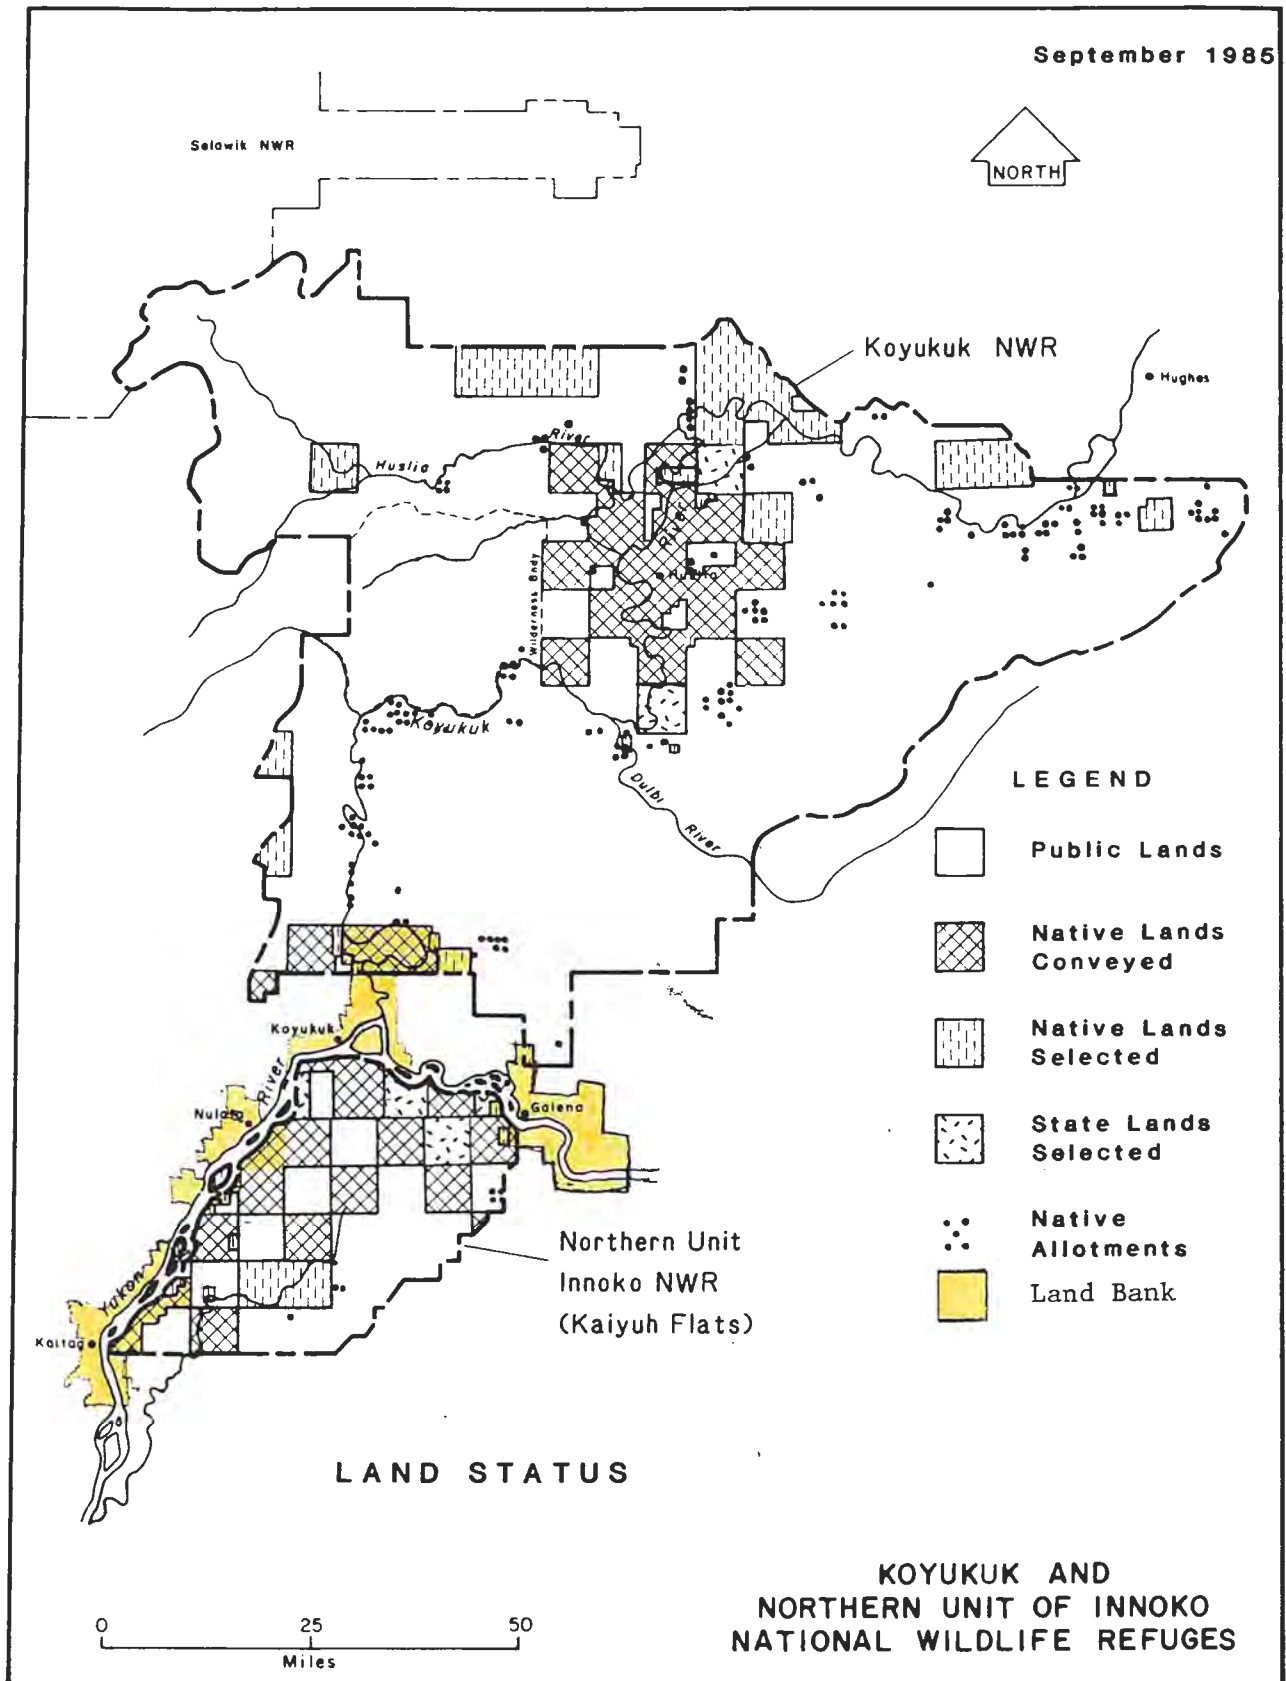 September 1985
Selawik NWR
NORTH
Koyukuk NWR
Hughes
River
Huslia
River
Huslia
Wilderness Bndy
Koyukuk
Dulbi
River
LEGEND
Public Lands
Native Lands
Conveyed
Native Lands
Selected
State Lands
Selected
Native
Allotments
Land Bank
Koyukuk
River
Nulato
Galena
Northern Unit
Innoko NWR
(Kaiyuh Flats)
Yukon
Kaltag
LAND STATUS
KOYUKUK AND
NORTHERN UNIT OF INNOKO
NATIONAL WILDLIFE REFUGES
0 25 50
Miles